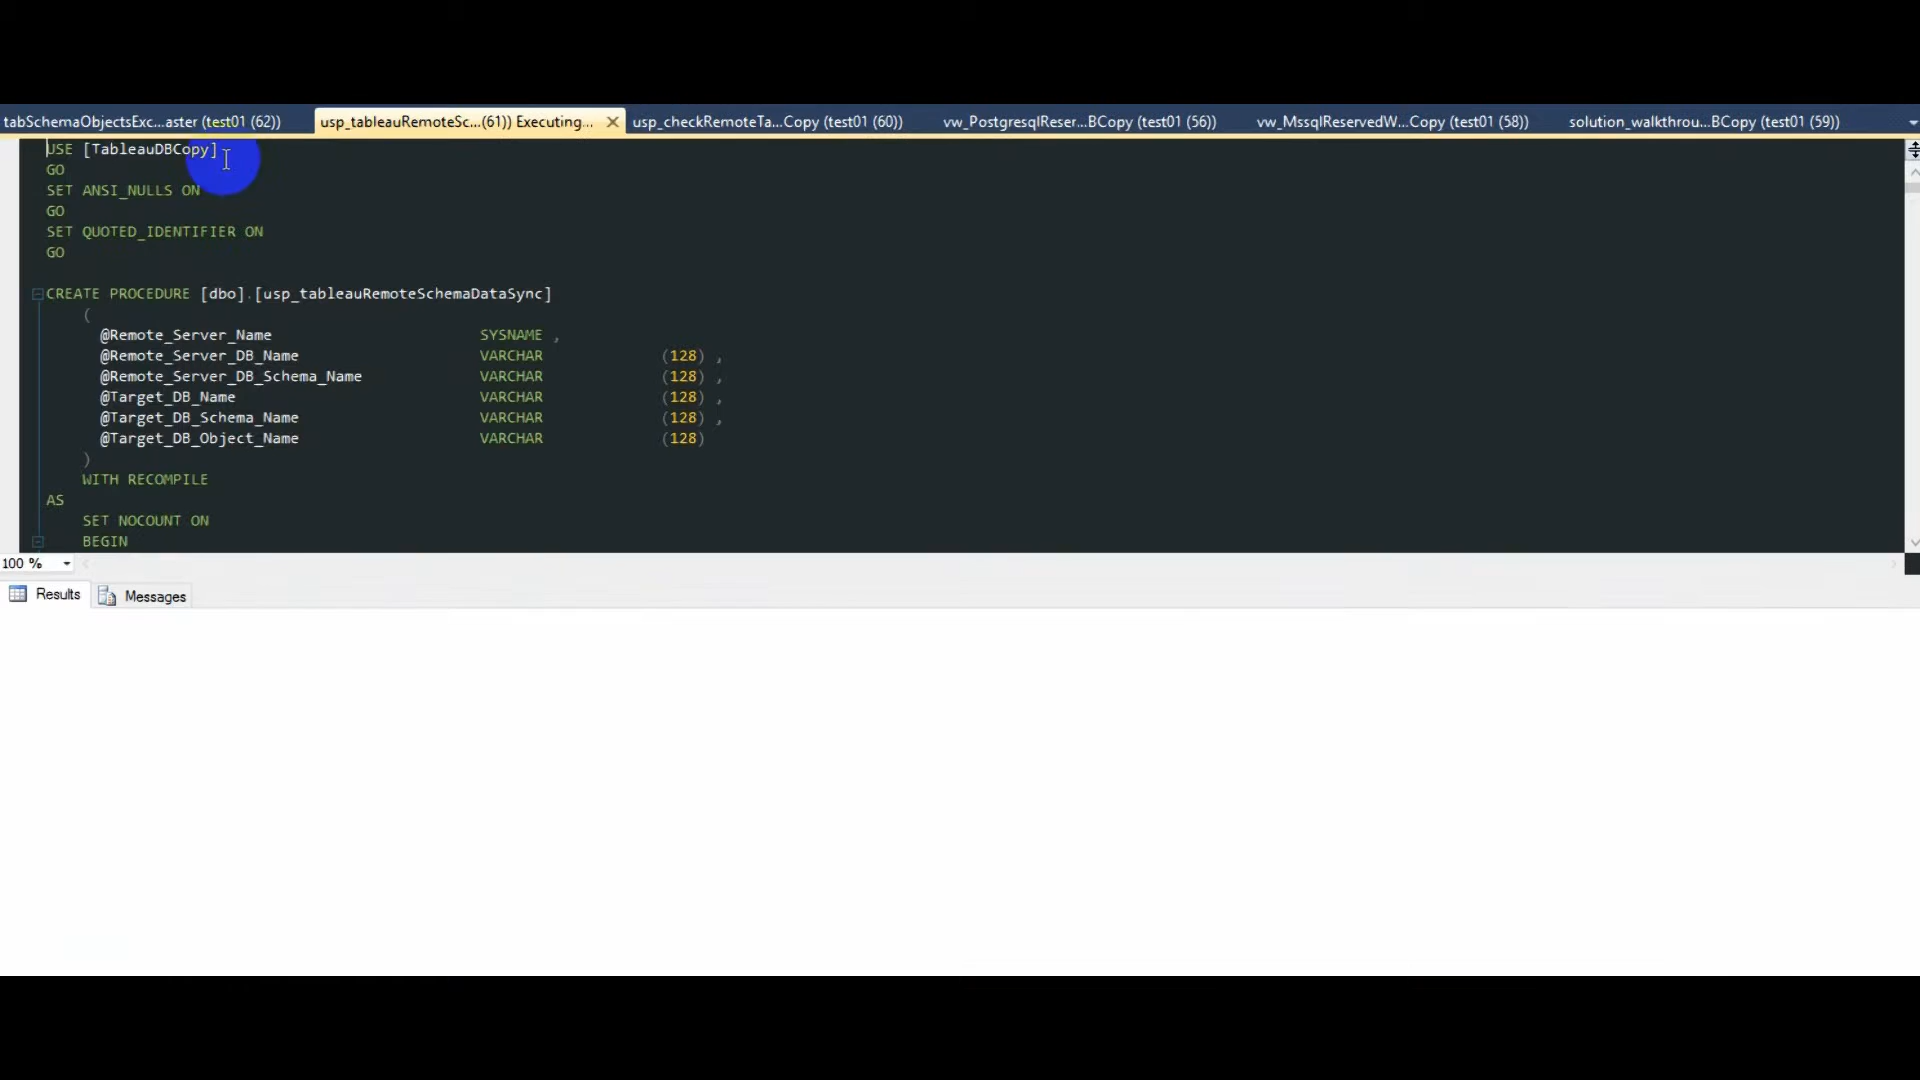 tabSchemaObjectsExc...aster (test01 (62))
usp_tableauRemoteSc...(61)) Executing...
usp_checkRemoteTa...Copy (test01 (60))
vw_PostgresqlReser...BCopy (test01 (56))
vw_MssqlReservedW...Copy (test01 (58))
solution_walkthrou...BCopy (test01 (59))
USE [TableauDBCopy]
GO
SET ANSI_NULLS ON
GO
SET QUOTED_IDENTIFIER ON
GO
CREATE PROCEDURE [dbo].[usp_tableauRemoteSchemaDataSync]
(
@Remote_Server_Name SYSNAME ,
@Remote_Server_DB_Name VARCHAR (128) ,
@Remote_Server_DB_Schema_Name VARCHAR (128) ,
@Target_DB_Name VARCHAR (128) ,
@Target_DB_Schema_Name VARCHAR (128) ,
@Target_DB_Object_Name VARCHAR (128)
)
WITH RECOMPILE
AS
SET NOCOUNT ON
BEGIN
100 %
Results
Messages